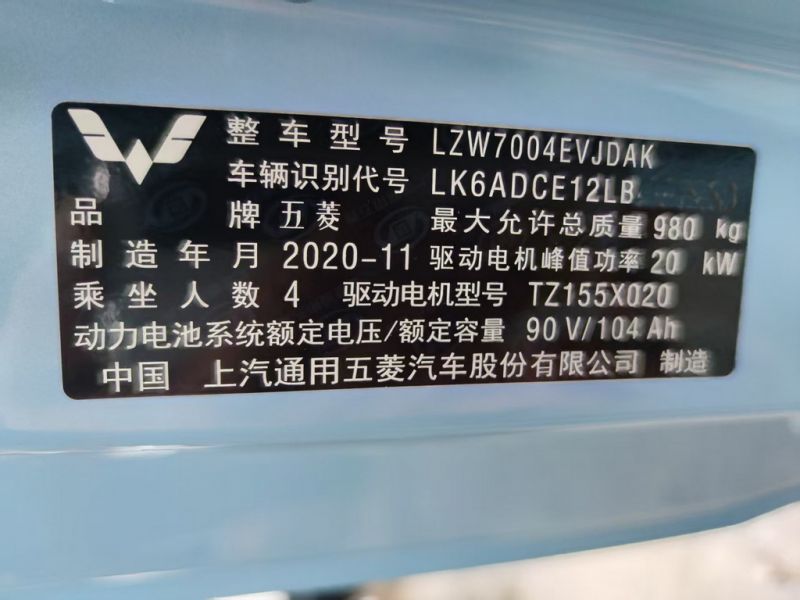 整车型号 LZW7004EVJDAK
车辆识别代号 LK6ADCE12LB
品牌 五菱 最大允许总质量 980 kg
制造年月 2020-11 驱动电机峰值功率 20 kW
乘坐人数 4 驱动电机型号 TZ155X020
动力电池系统额定电压/额定容量 90 V/104 Ah
中国 上汽通用五菱汽车股份有限公司 制造